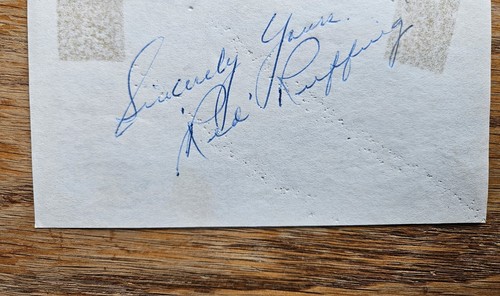 Sincerely Yours.
"Red" Ruffing